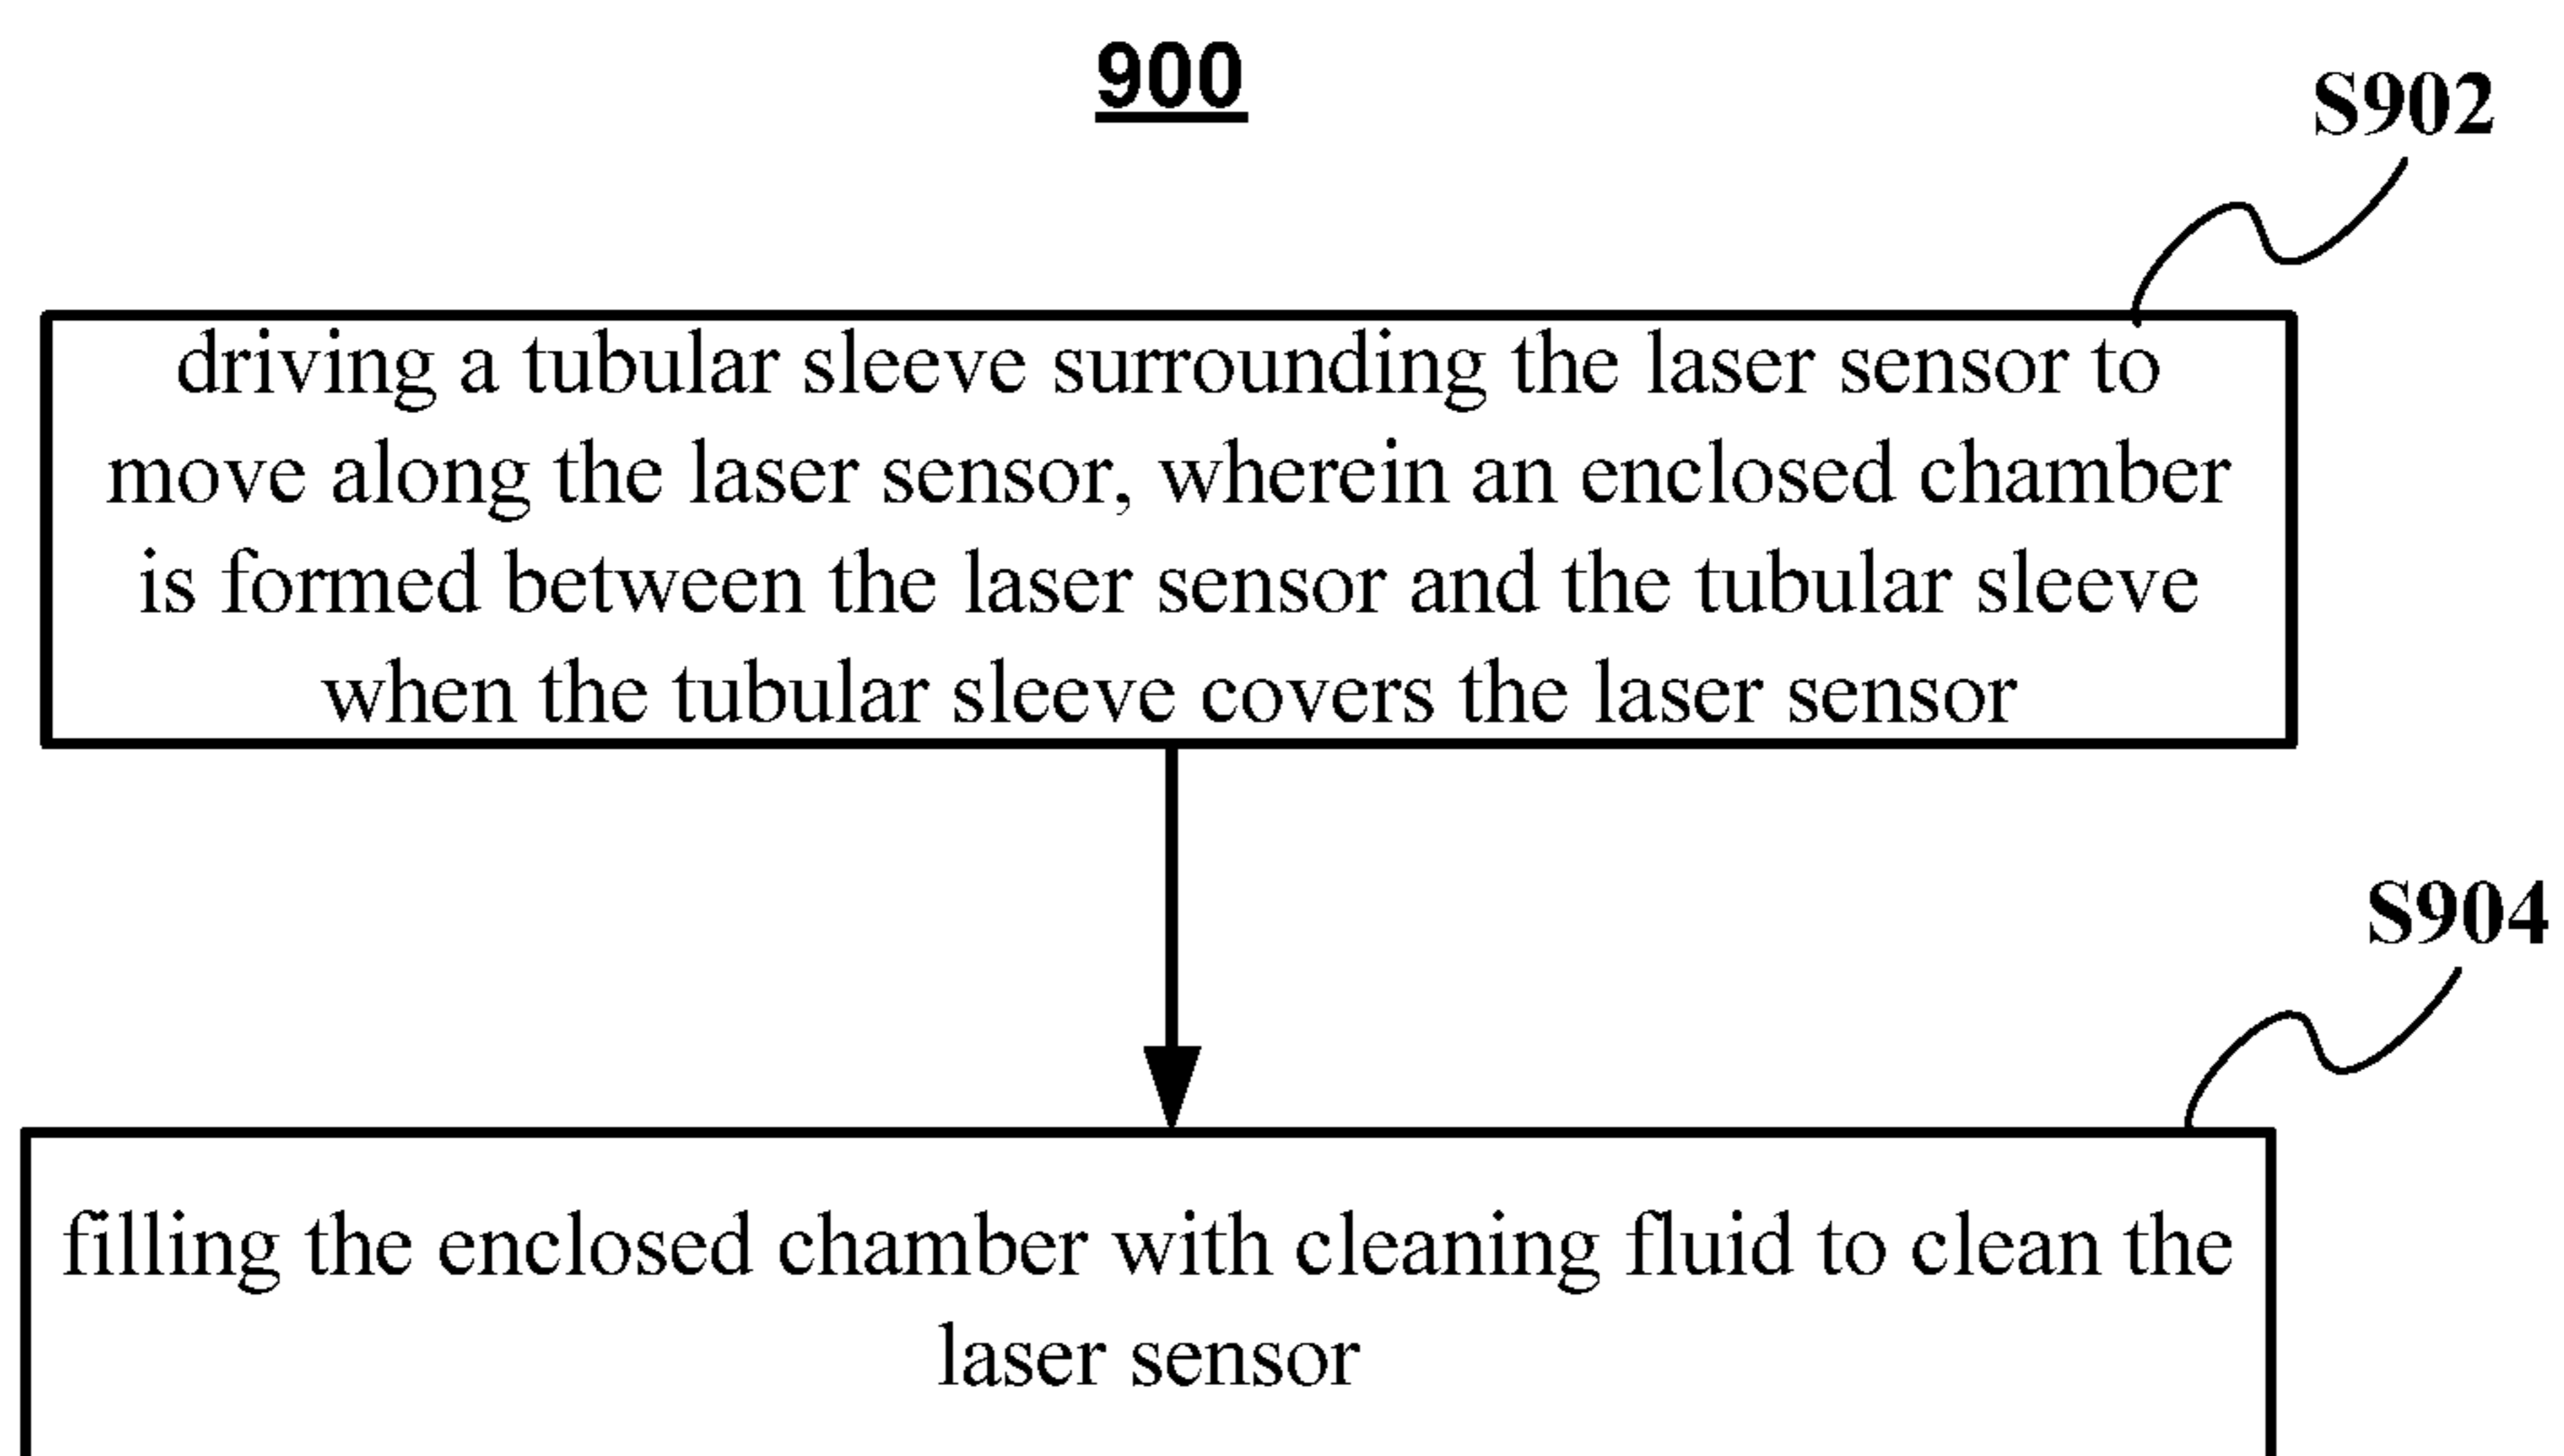 900
S902
driving a tubular sleeve surrounding the laser sensor to
move along the laser sensor, wherein an enclosed chamber
is formed between the laser sensor and the tubular sleeve
when the tubular sleeve covers the laser sensor
S904
filling the enclosed chamber with cleaning fluid to clean the
laser sensor